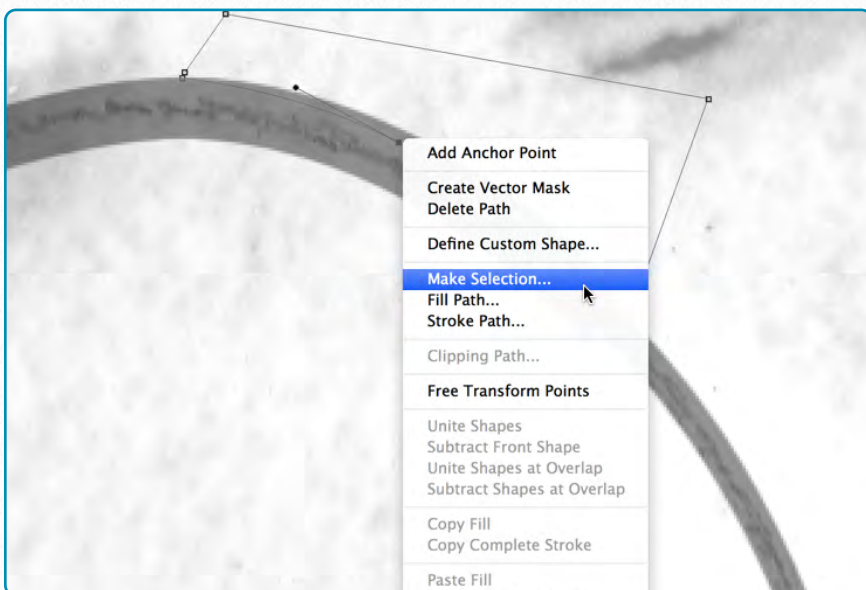 Add Anchor Point
Create Vector Mask
Delete Path
Define Custom Shape...
Make Selection...
Fill Path...
Stroke Path...
Clipping Path...
Free Transform Points
Unite Shapes
Subtract Front Shape
Unite Shapes at Overlap
Subtract Shapes at Overlap
Copy Fill
Copy Complete Stroke
Paste Fill